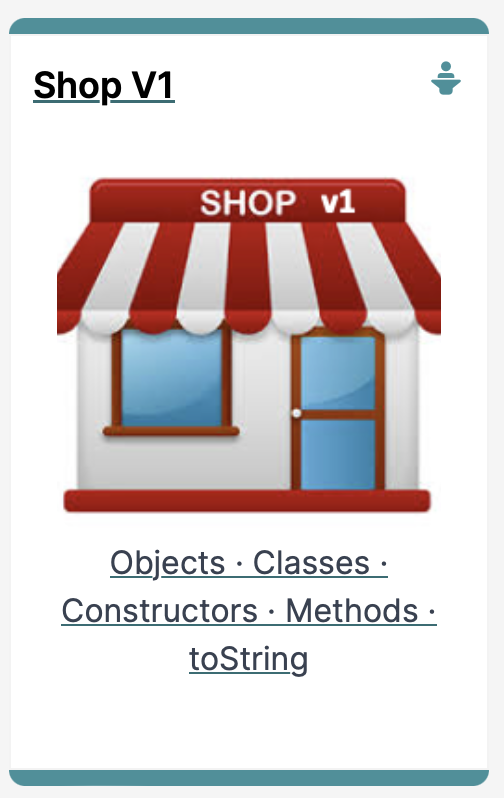 Shop V1
SHOP v1
Objects · Classes ·
Constructors · Methods ·
toString